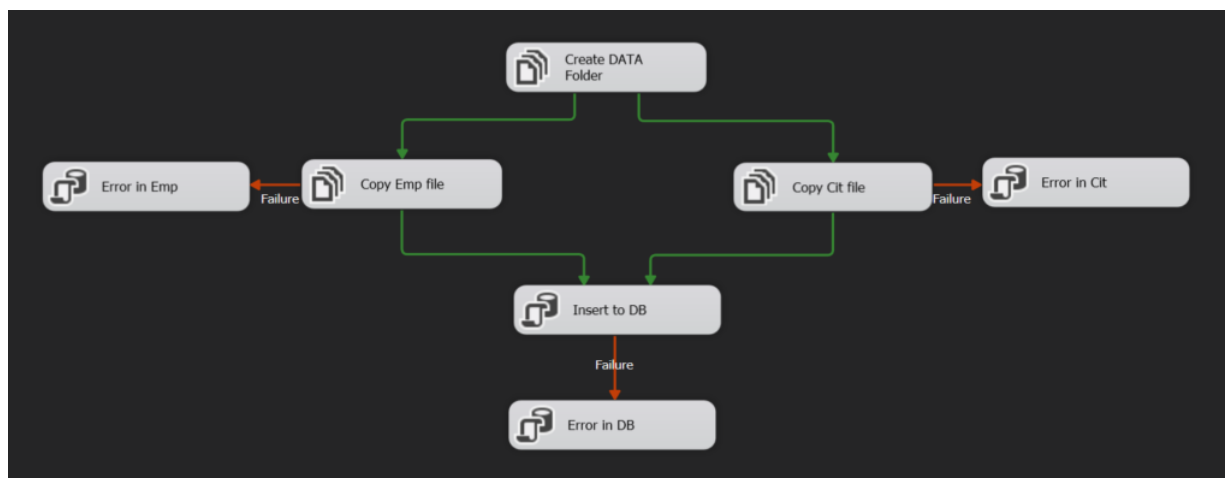 Create DATA
Folder
Error in Emp
Failure
Copy Emp file
Copy Cit file
Failure
Error in Cit
Insert to DB
Failure
Error in DB